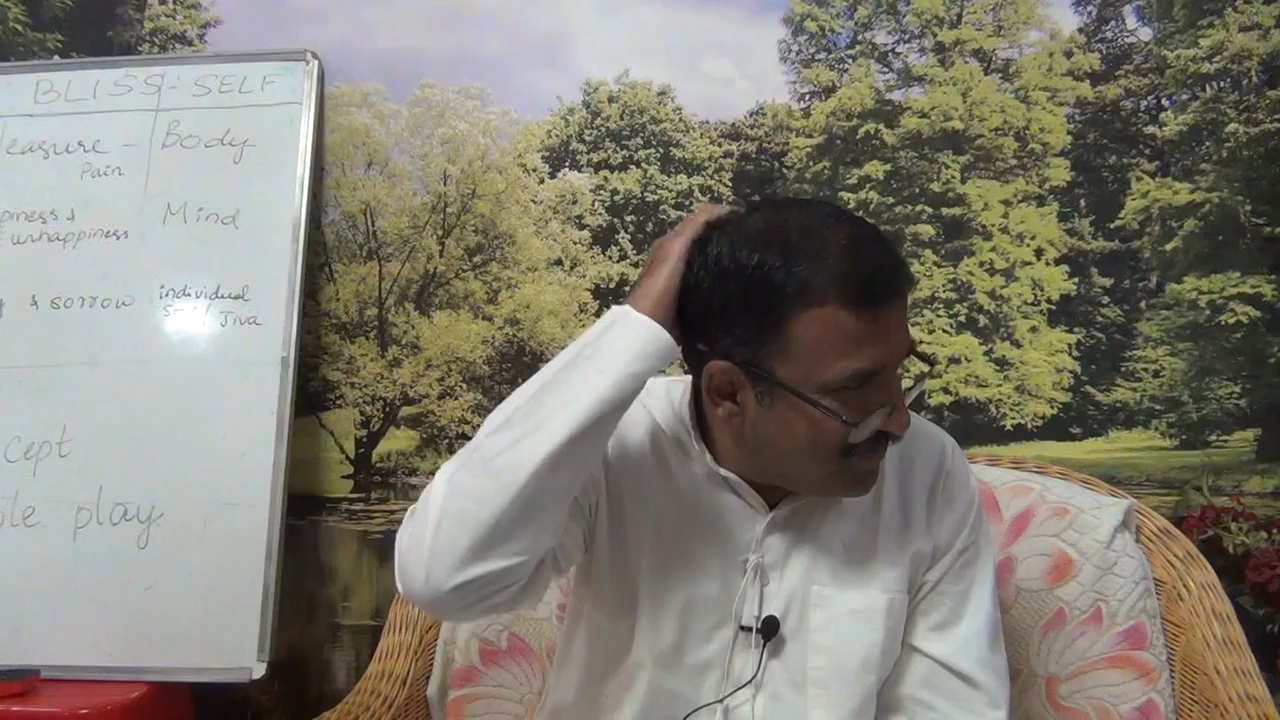 BLISS - SELF
leasure - Body
Pain
piness & Mind
unhappiness
& sorrow individual
Jiva
cept
le play